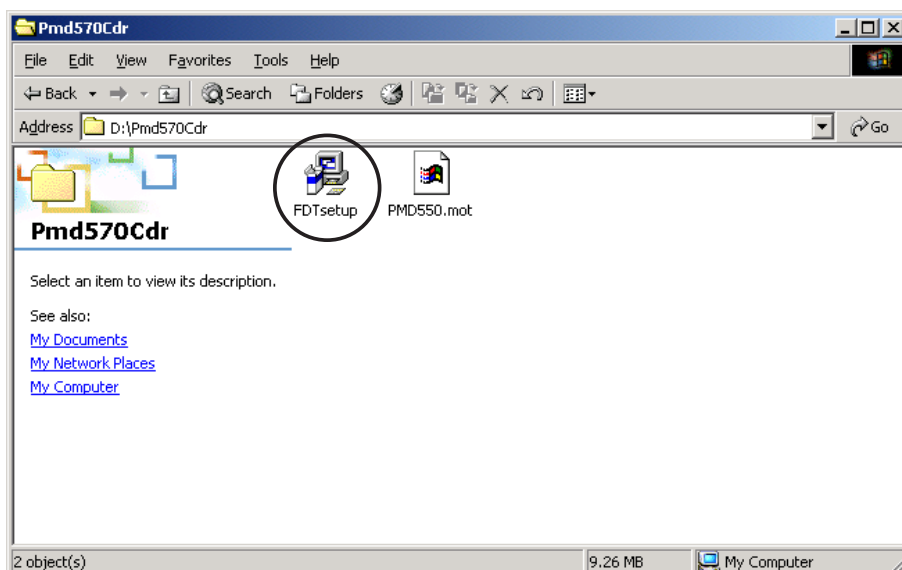 Pmd570Cdr
File Edit View Favorites Tools Help
Back Search Folders
Address D:\Pmd570Cdr Go
FDTsetup PMD550.mot
Pmd570Cdr
Select an item to view its description.
See also:
My Documents
My Network Places
My Computer
2 object(s) 9.26 MB My Computer